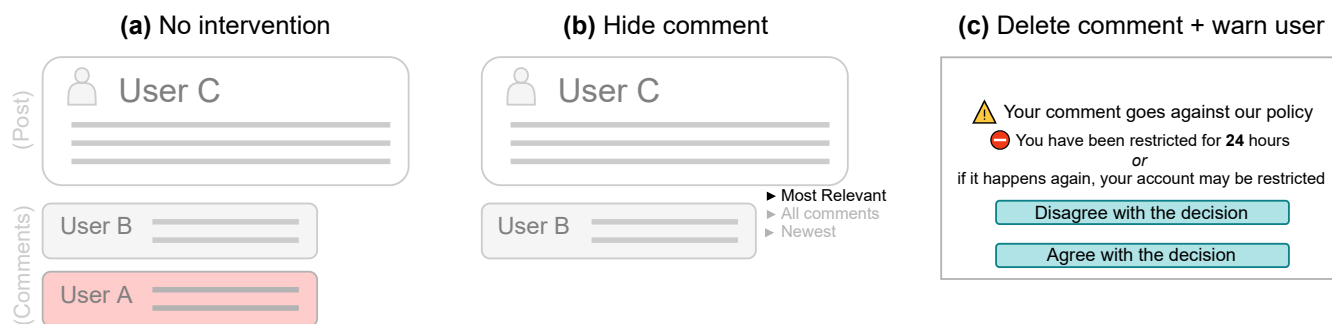 (a) No intervention
(Post)
User C
(Comments)
User B
User A
(b) Hide comment
User C
► Most Relevant
► All comments
► Newest
User B
(c) Delete comment + warn user
Your comment goes against our policy
You have been restricted for 24 hours
or
if it happens again, your account may be restricted
Disagree with the decision
Agree with the decision